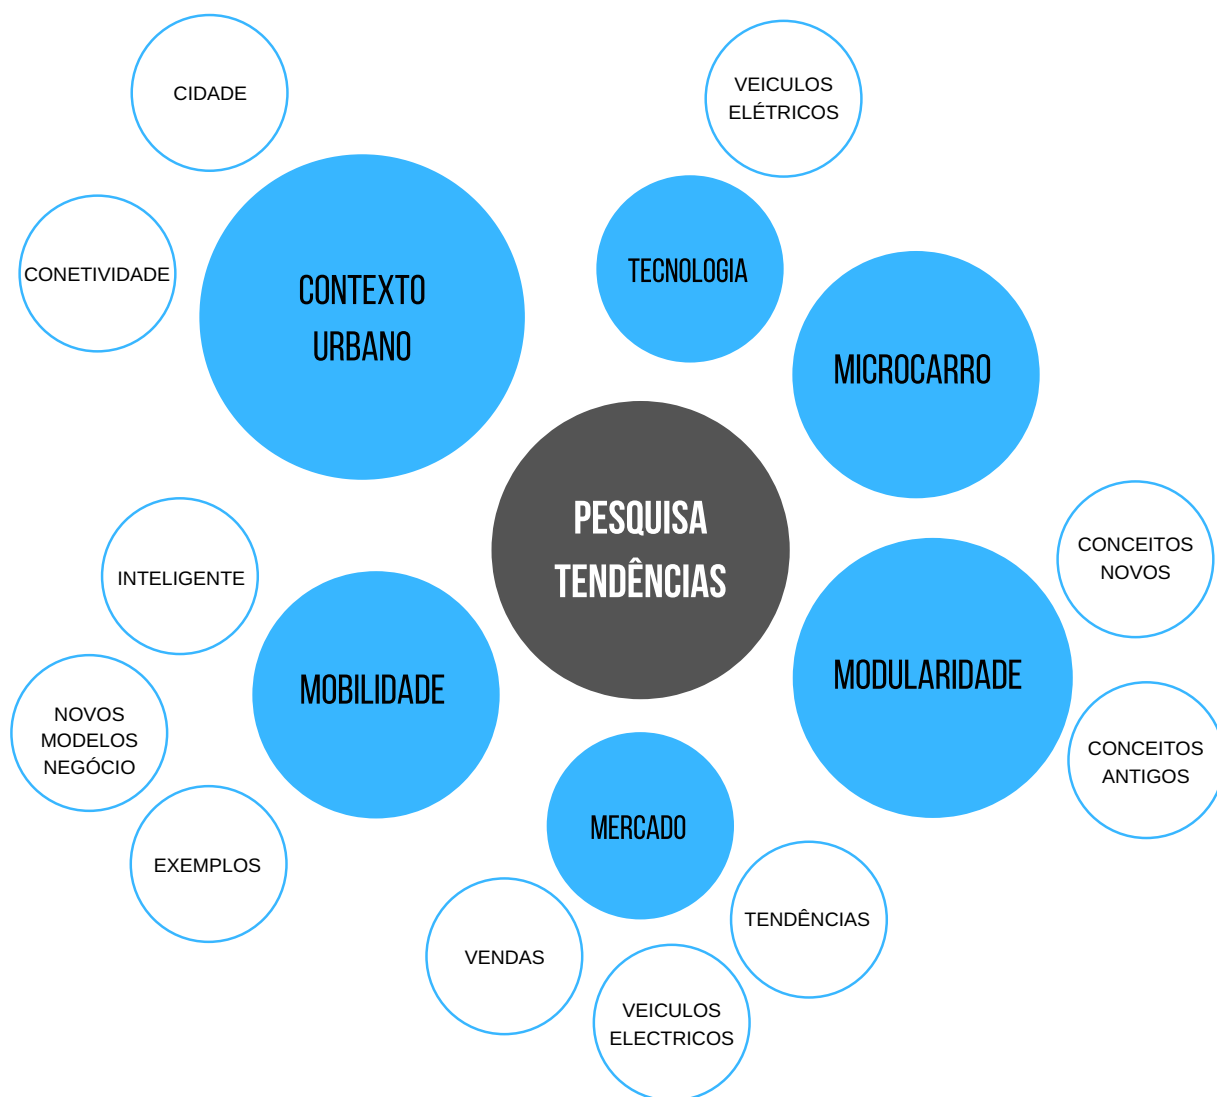 CIDADE
VEICULOS
ELÉTRICOS
CONETIVIDADE
CONTEXTO
URBANO
TECNOLOGIA
MICROCARRO
PESQUISA
TENDÊNCIAS
CONCEITOS
NOVOS
INTELIGENTE
MOBILIDADE
MODULARIDADE
NOVOS
MODELOS
NEGÓCIO
CONCEITOS
ANTIGOS
EXEMPLOS
MERCADO
TENDÊNCIAS
VENDAS
VEICULOS
ELECTRICOS